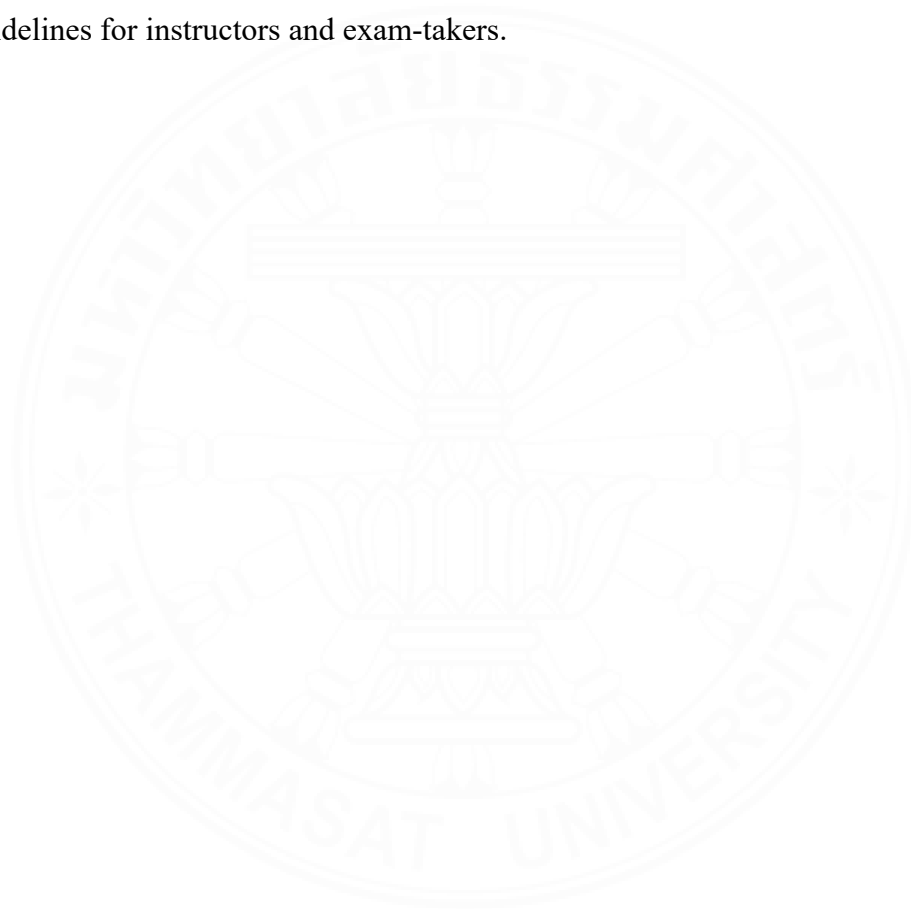 delines for instructors and exam-takers.
มหาวิทยาลัยธรรมศาสตร์
THAMMASAT UNIVERSITY